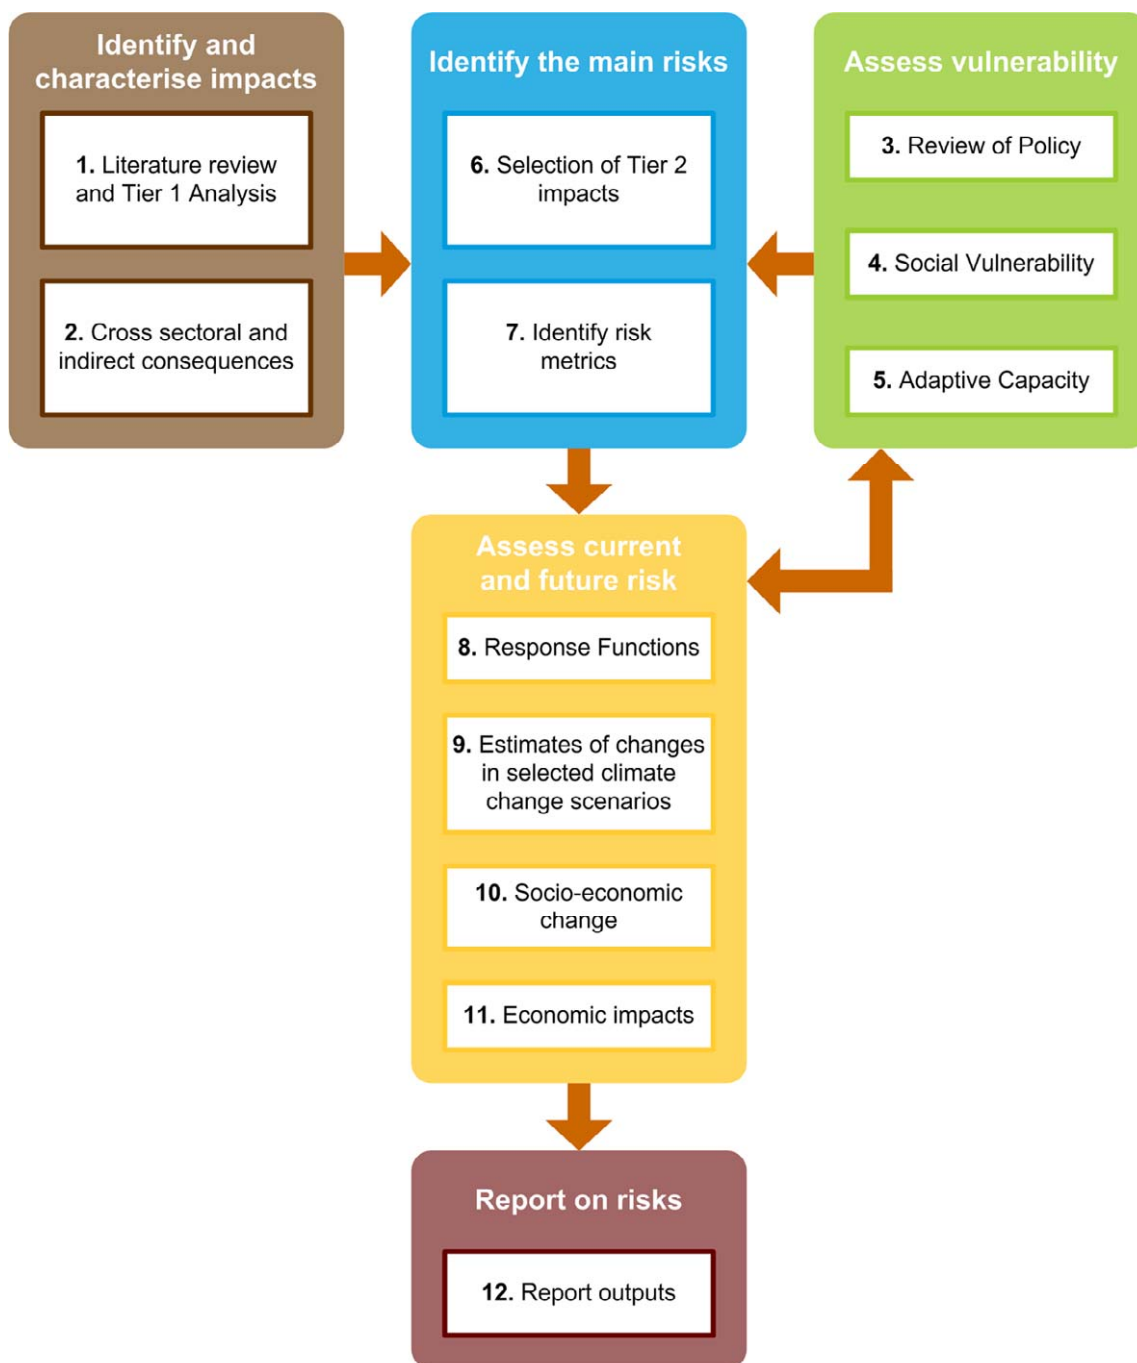 Identify and
characterise impacts
1. Literature review
and Tier 1 Analysis
2. Cross sectoral and
indirect consequences
Identify the main risks
6. Selection of Tier 2
impacts
7. Identify risk
metrics
Assess vulnerability
3. Review of Policy
4. Social Vulnerability
5. Adaptive Capacity
Assess current
and future risk
8. Response Functions
9. Estimates of changes
in selected climate
change scenarios
10. Socio-economic
change
11. Economic impacts
Report on risks
12. Report outputs